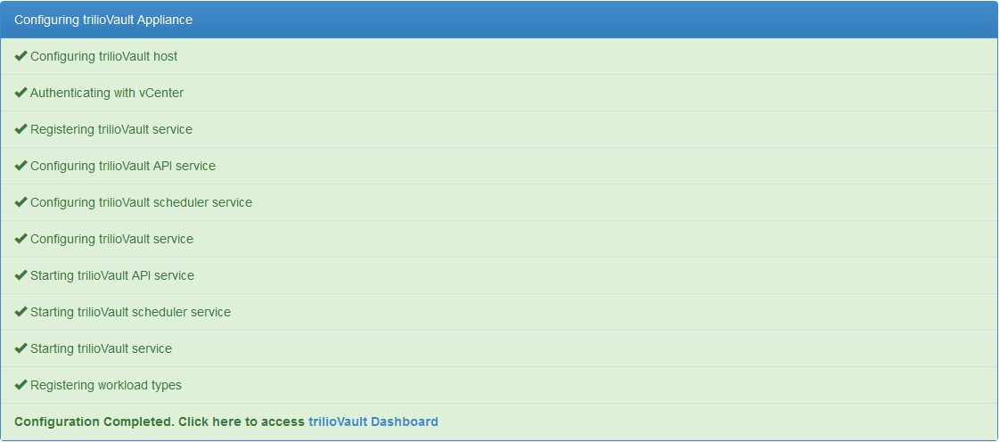 Configuring trilioVault Appliance
Configuring trilioVault host
Authenticating with vCenter
Registering trilioVault service
Configuring trilioVault API service
Configuring trilioVault scheduler service
Configuring trilioVault service
Starting trilioVault API service
Starting trilioVault scheduler service
Starting trilioVault service
Registering workload types
Configuration Completed. Click here to access trilioVault Dashboard